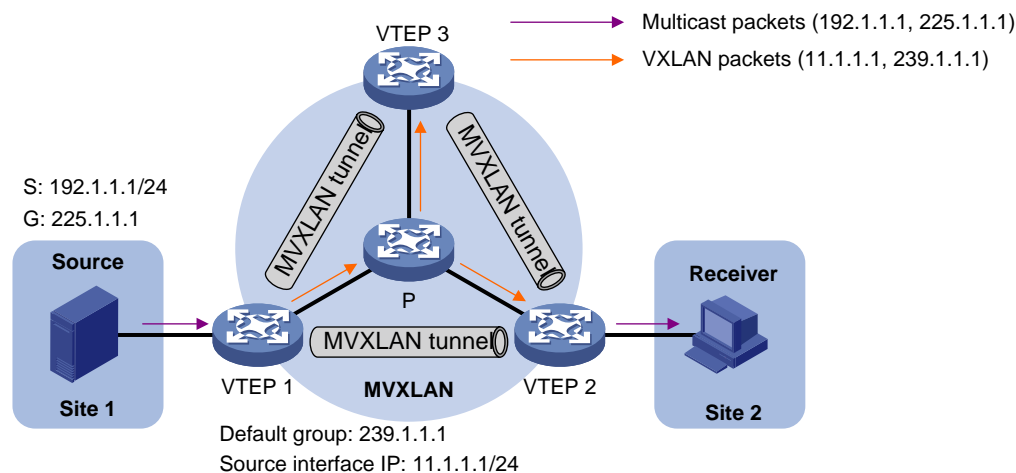 VTEP 3
Multicast packets (192.1.1.1, 225.1.1.1)
VXLAN packets (11.1.1.1, 239.1.1.1)
MVXLAN tunnel
MVXLAN tunnel
S: 192.1.1.1/24
G: 225.1.1.1
Source
Receiver
P
MVXLAN tunnel
VTEP 1
MVXLAN
VTEP 2
Site 1
Site 2
Default group: 239.1.1.1
Source interface IP: 11.1.1.1/24